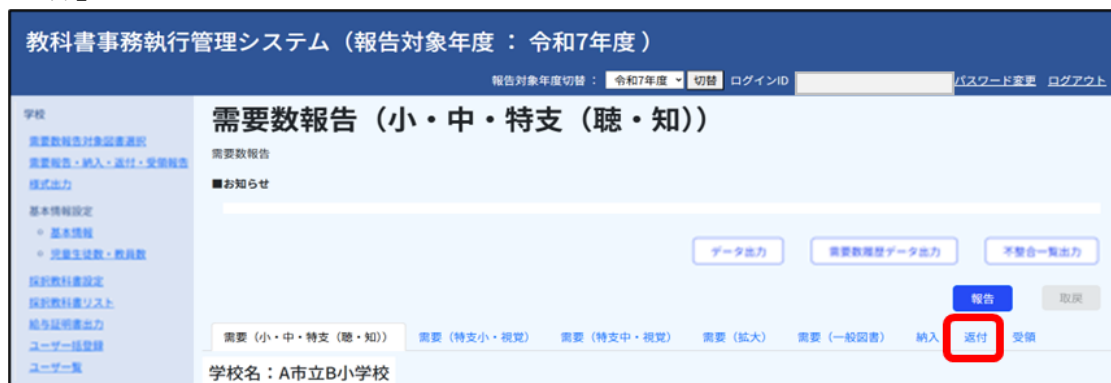 教科書事務執行管理システム（報告対象年度 ： 令和7年度 ）
報告対象年度切替 ： 令和7年度 切替 ログインID パスワード変更 ログアウト
学校
需要数報告対象図書選択
需要報告・納入・返付・受領報告
様式出力
基本情報設定
基本情報
児童生徒数・教員数
採択教科書設定
採択教科書リスト
給与証明書出力
ユーザー一括登録
ユーザー一覧
需要数報告（小・中・特支（聴・知））
需要数報告
■お知らせ
データ出力 需要数履歴データ出力 不整合一覧出力
報告 取戻
需要（小・中・特支（聴・知）） 需要（特支小・視覚） 需要（特支中・視覚） 需要（拡大） 需要（一般図書） 納入 返付 受領
学校名：A市立B小学校